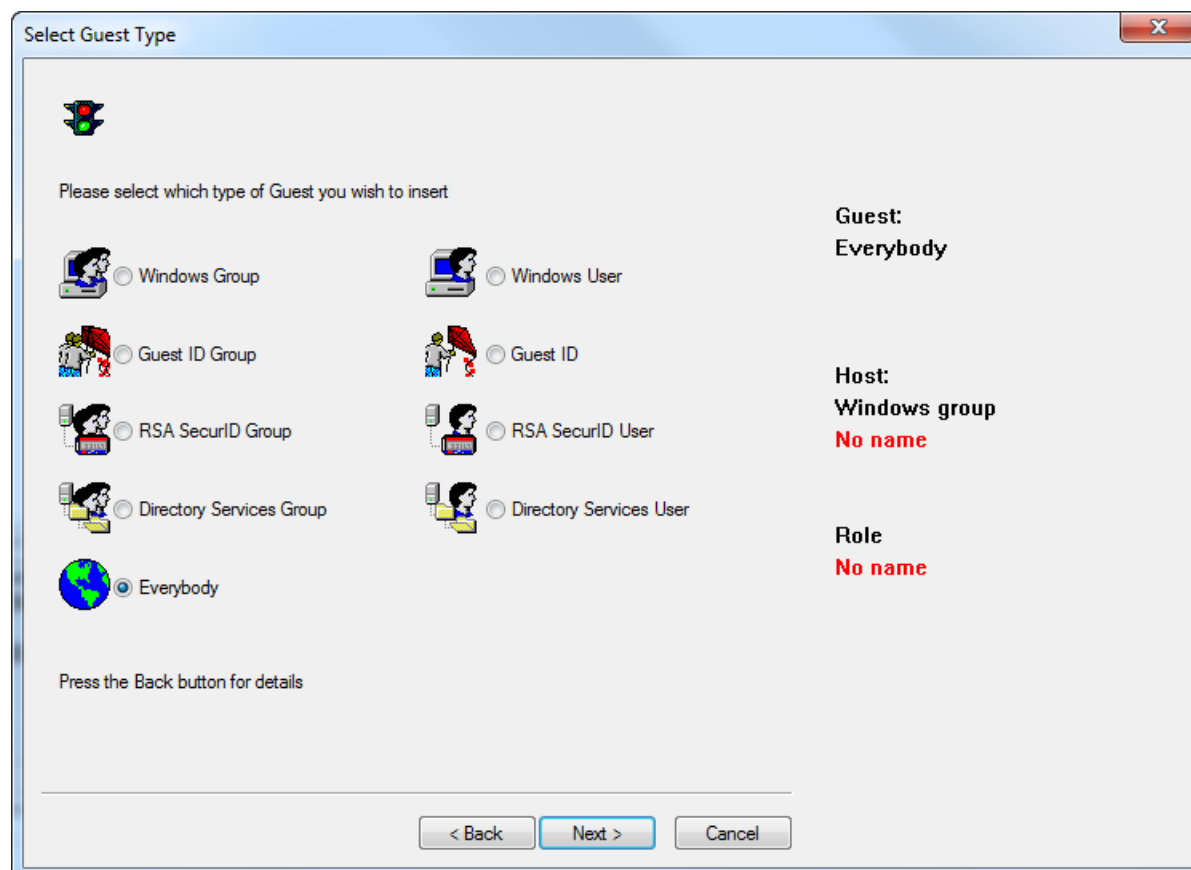 Select Guest Type
Please select which type of Guest you wish to insert
Windows Group
Windows User
Guest ID Group
Guest ID
RSA SecurID Group
RSA SecurID User
Directory Services Group
Directory Services User
Everybody
Press the Back button for details
< Back
Next >
Cancel
Guest:
Everybody
Host:
Windows group
No name
Role
No name